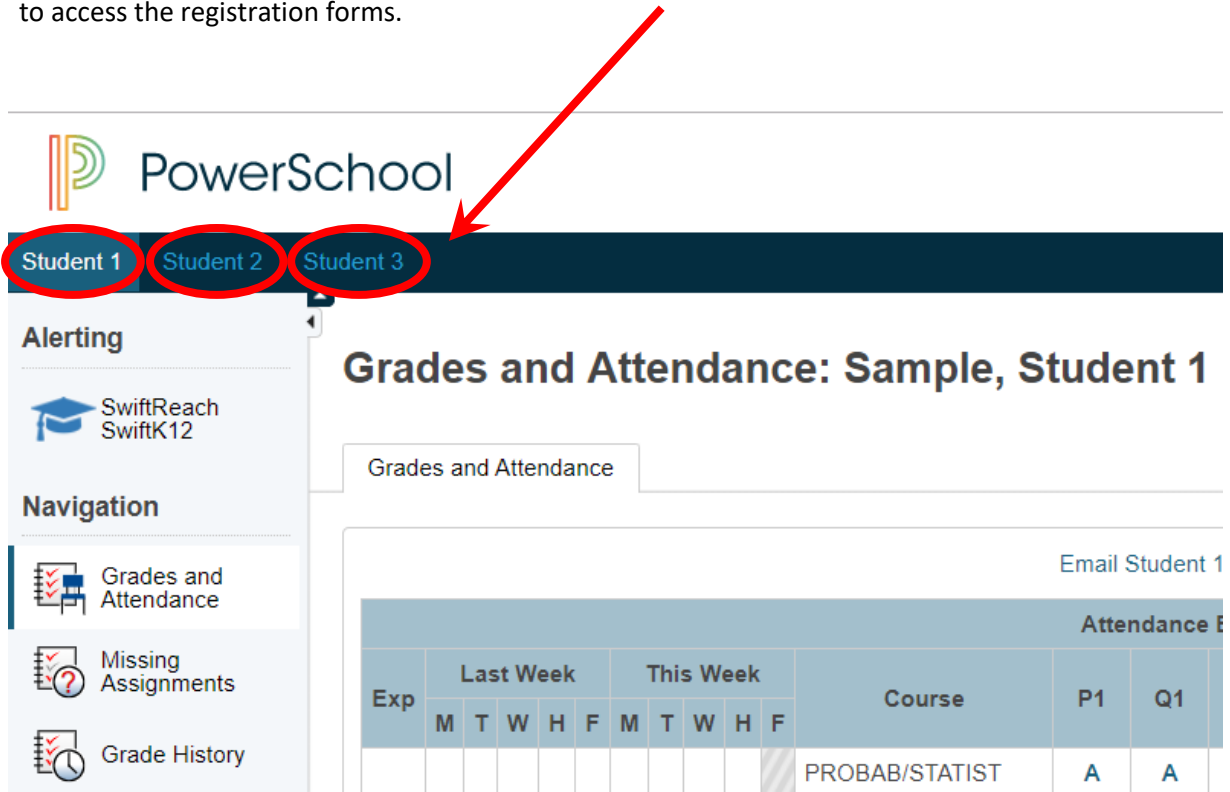 to access the registration forms.
PowerSchool
Student 1 Student 2 Student 3
Alerting
SwiftReach
SwiftK12
Navigation
Grades and
Attendance
Missing
Assignments
Grade History
Grades and Attendance: Sample, Student 1
Grades and Attendance
Email Student 1
Attendance
Exp Last Week This Week Course P1 Q1
M T W H F M T W H F
PROBAB/STATIST A A